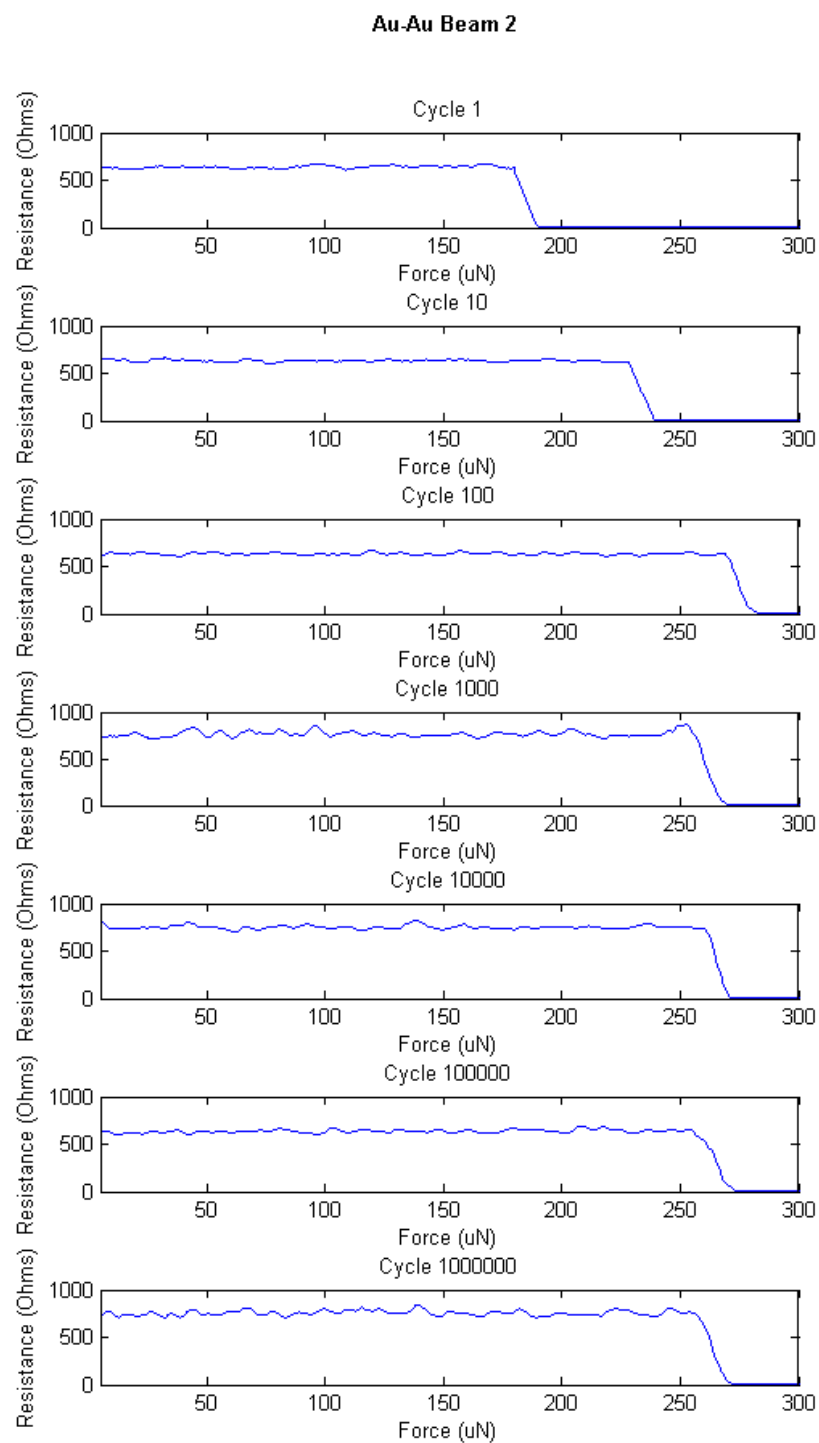 Au-Au Beam 2
Cycle 1
Resistance (Ohms)
1000
500
0
50 100 150 200 250 300
Force (uN)
Cycle 10
Resistance (Ohms)
1000
500
0
50 100 150 200 250 300
Force (uN)
Cycle 100
Resistance (Ohms)
1000
500
0
50 100 150 200 250 300
Force (uN)
Cycle 1000
Resistance (Ohms)
1000
500
0
50 100 150 200 250 300
Force (uN)
Cycle 10000
Resistance (Ohms)
1000
500
0
50 100 150 200 250 300
Force (uN)
Cycle 100000
Resistance (Ohms)
1000
500
0
50 100 150 200 250 300
Force (uN)
Cycle 1000000
Resistance (Ohms)
1000
500
0
50 100 150 200 250 300
Force (uN)